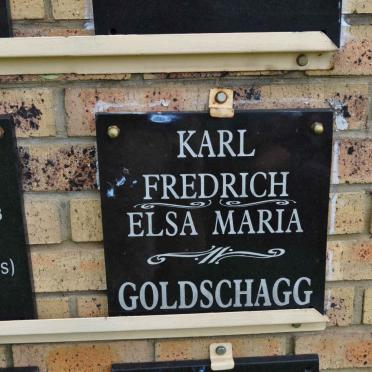 KARL
FREDRICH
ELSA MARIA
GOLDSCHAGG
s)